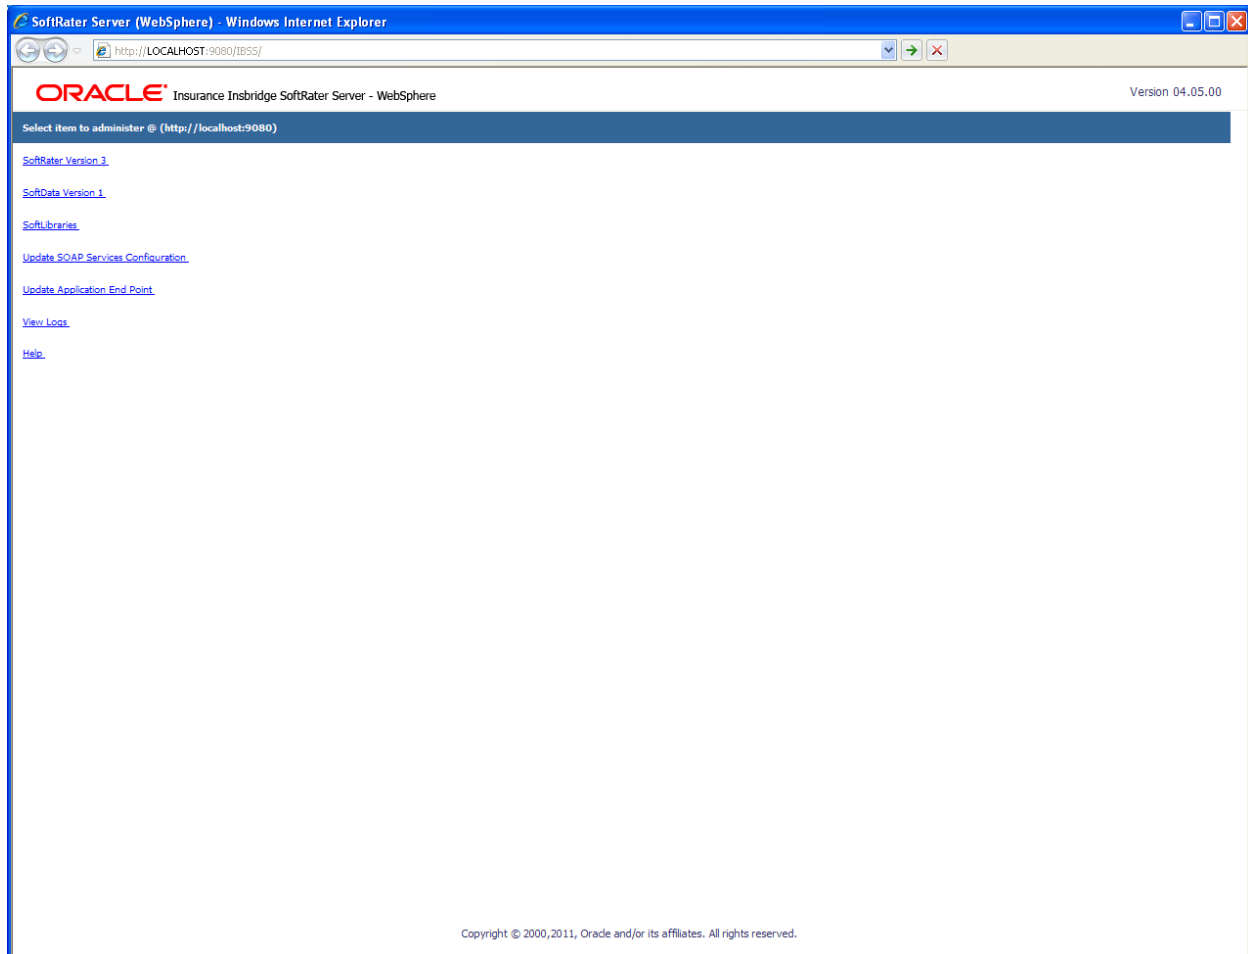 SoftRater Server (WebSphere) - Windows Internet Explorer
http://LOCALHOST:9080/IBSS/
ORACLE® Insurance Insbridge SoftRater Server - WebSphere
Version 04.05.00
Select item to administer @ (http://localhost:9080)
SoftRater Version 3
SoftData Version 1
SoftLibraries
Update SOAP Services Configuration
Update Application End Point
View Logs
Help
Copyright © 2000,2011, Oracle and/or its affiliates. All rights reserved.